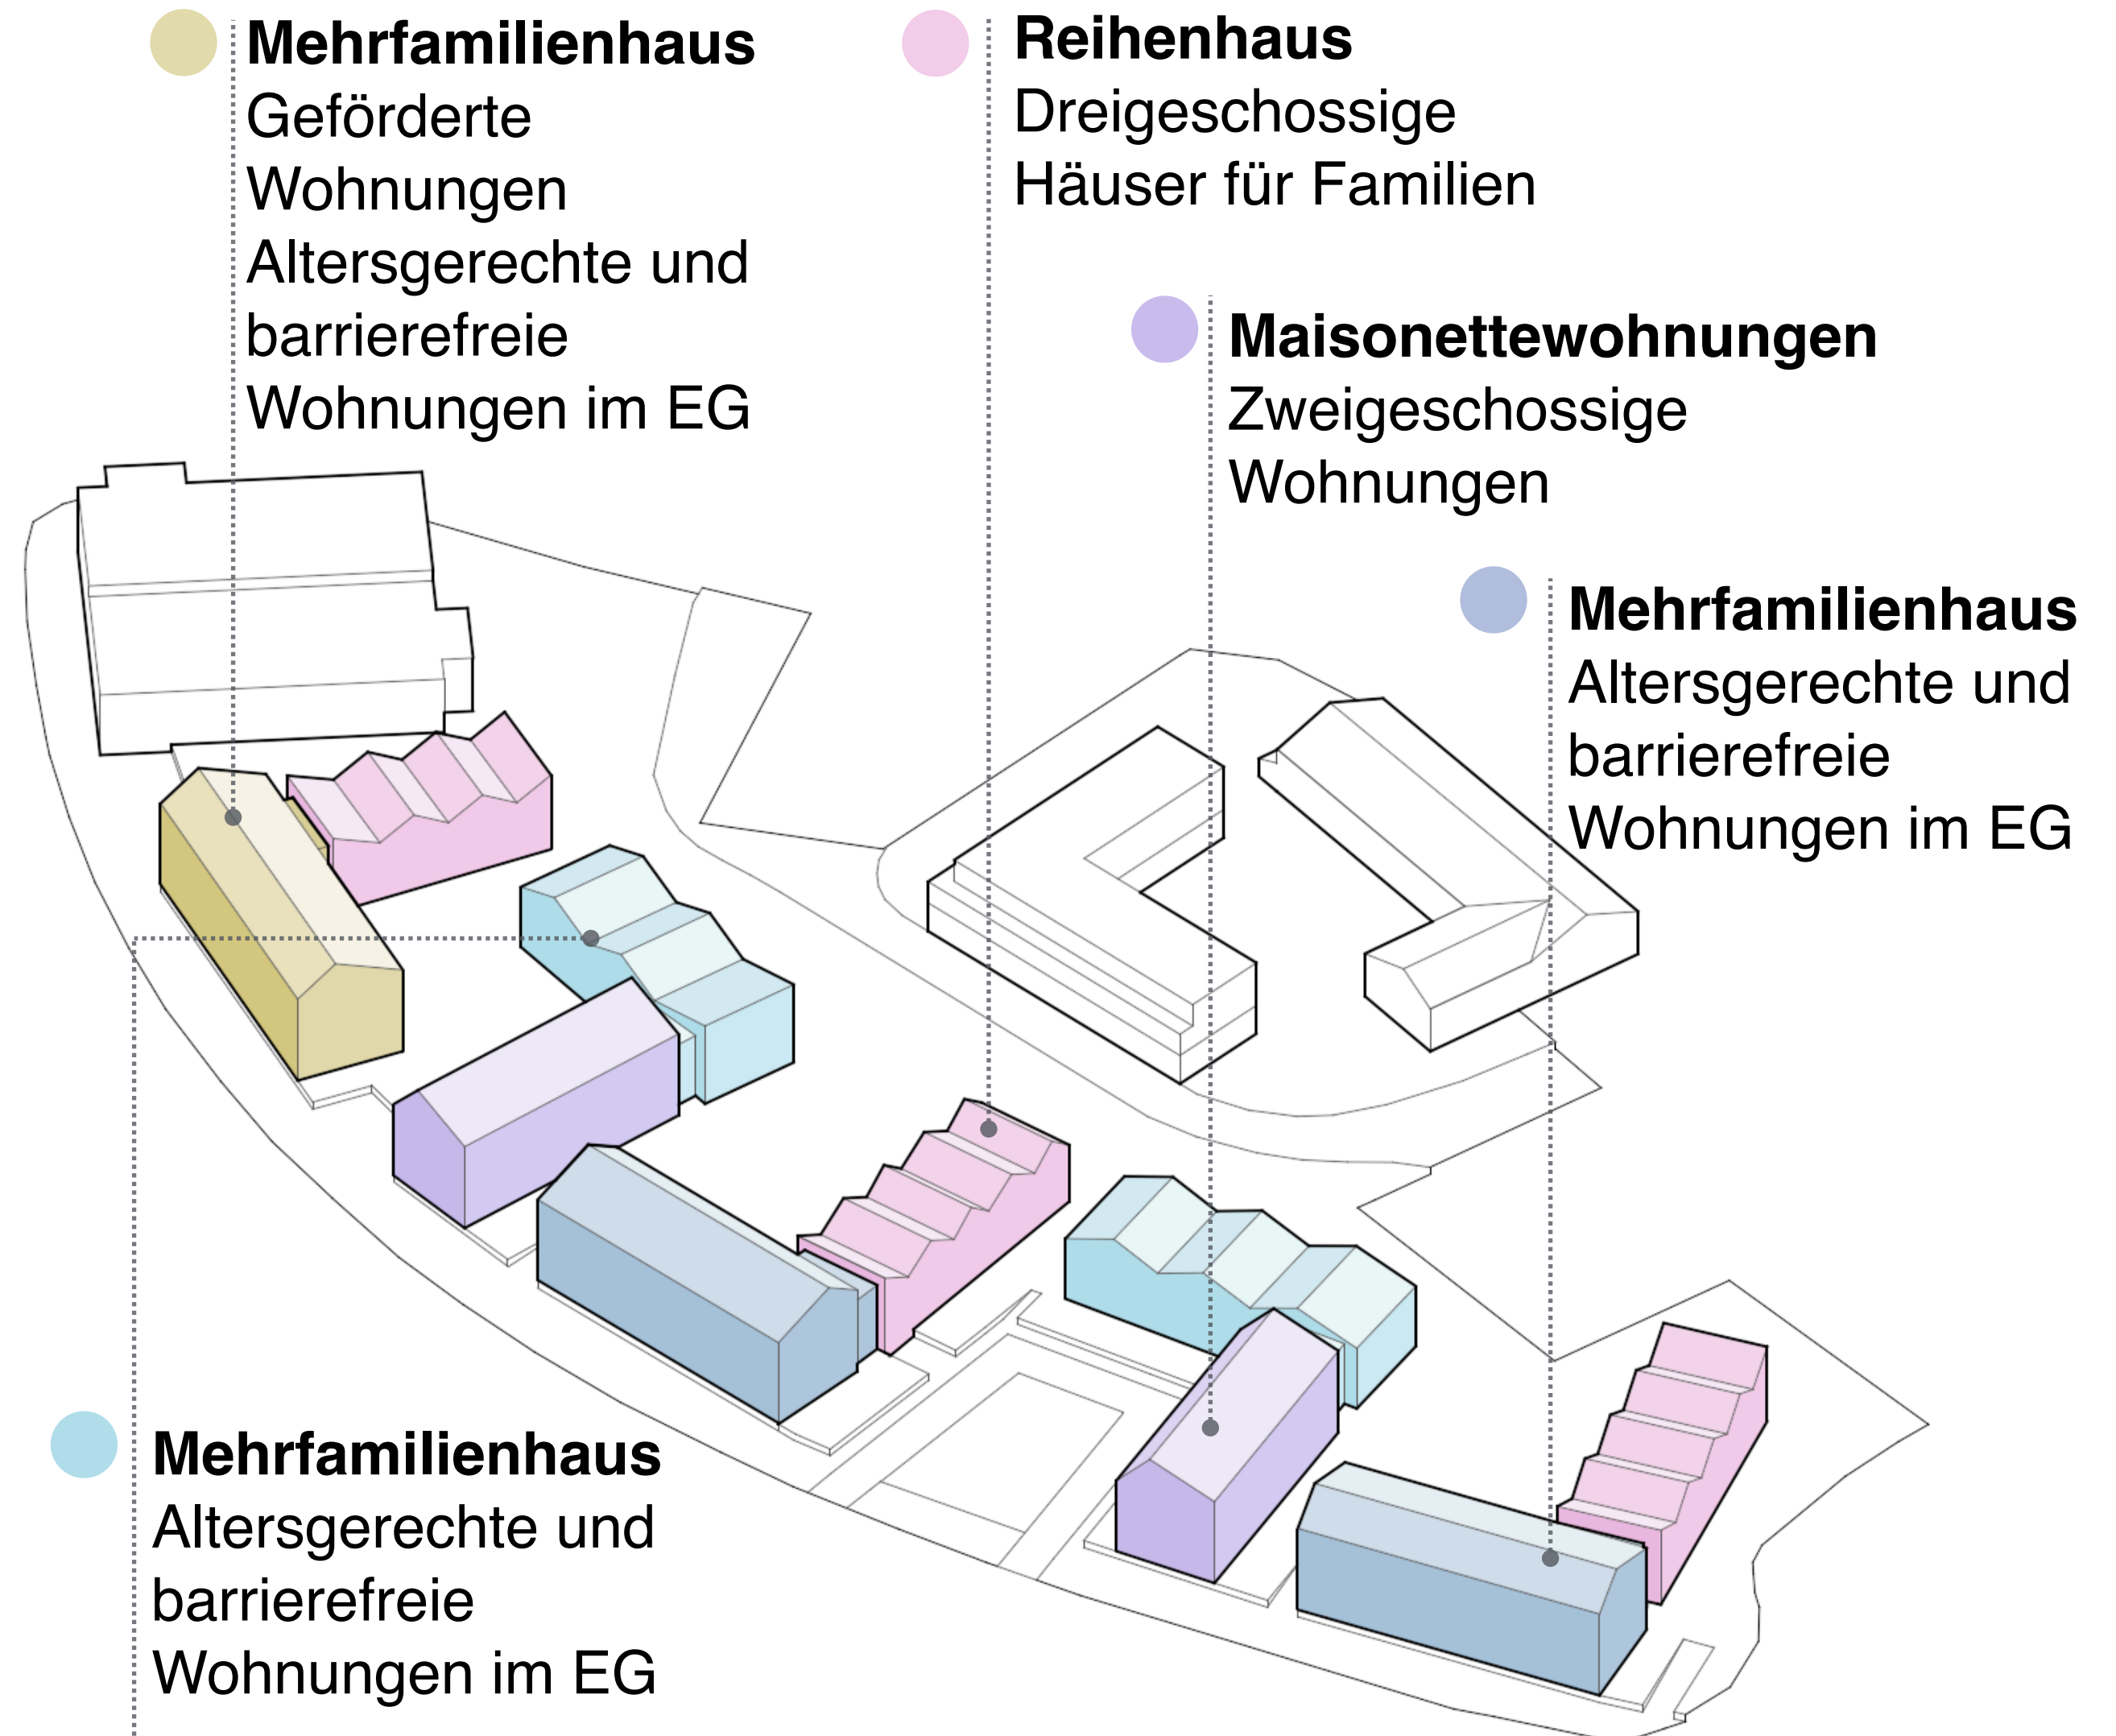 Mehrfamilienhaus
Geförderte
Wohnungen
Altersgerechte und
barrierefreie
Wohnungen im EG
Reihenhaus
Dreigeschossige
Häuser für Familien
Maisonettewohnungen
Zweigeschossige
Wohnungen
Mehrfamilienhaus
Altersgerechte und
barrierefreie
Wohnungen im EG
Mehrfamilienhaus
Altersgerechte und
barrierefreie
Wohnungen im EG